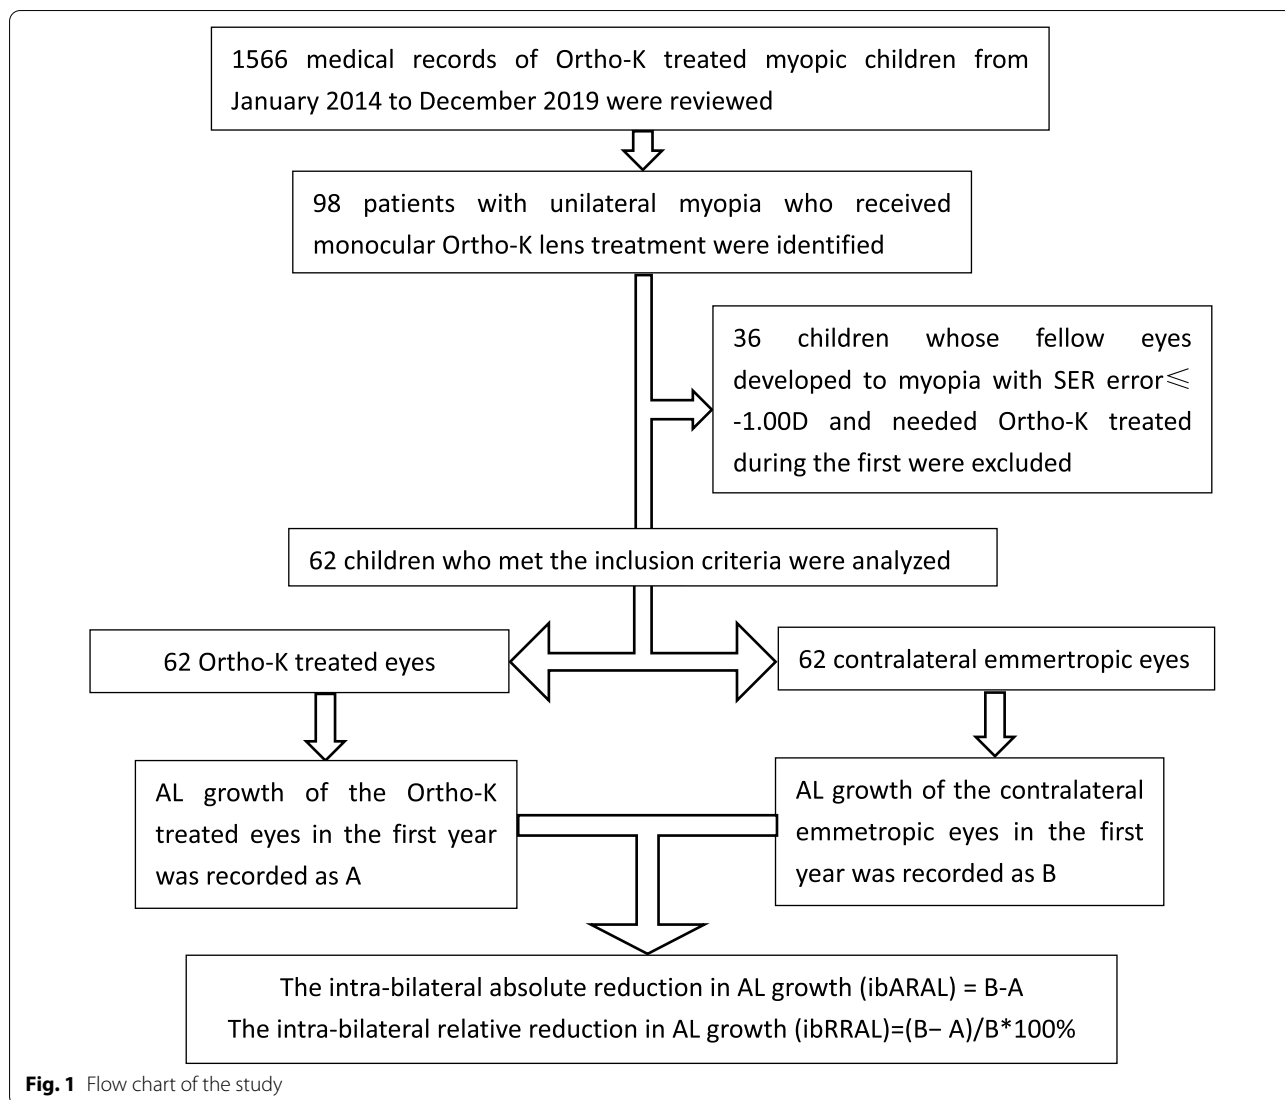 1566 medical records of Ortho-K treated myopic children from
January 2014 to December 2019 were reviewed
98 patients with unilateral myopia who received
monocular Ortho-K lens treatment were identified
36 children whose fellow eyes
developed to myopia with SER error≤
-1.00D and needed Ortho-K treated
during the first were excluded
62 children who met the inclusion criteria were analyzed
62 Ortho-K treated eyes
62 contralateral emmertropic eyes
AL growth of the Ortho-K
treated eyes in the first year
was recorded as A
AL growth of the contralateral
emmetropic eyes in the first
year was recorded as B
The intra-bilateral absolute reduction in AL growth (ibARAL) = B-A
The intra-bilateral relative reduction in AL growth (ibRRAL)=(B− A)/B*100%
Fig. 1 Flow chart of the study